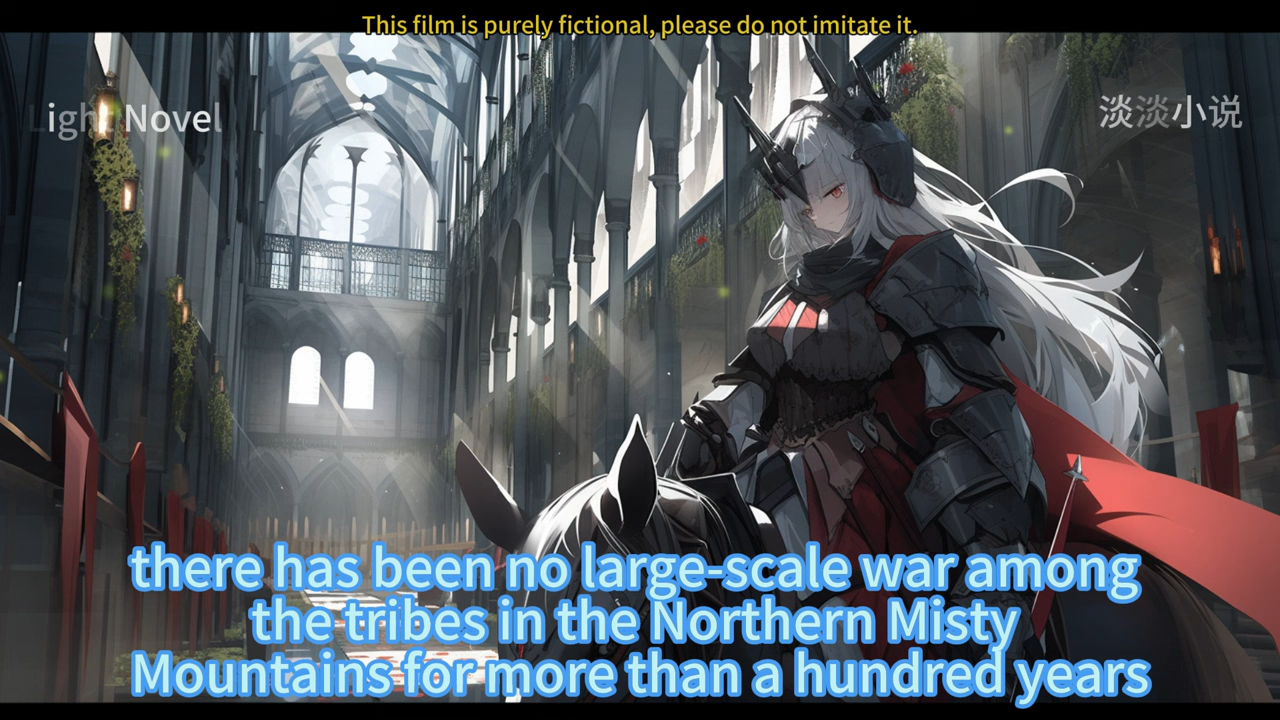 This film is purely fictional, please do not imitate it.
Light Novel
淡淡小说
there has been no large-scale war among
the tribes in the Northern Misty
Mountains for more than a hundred years